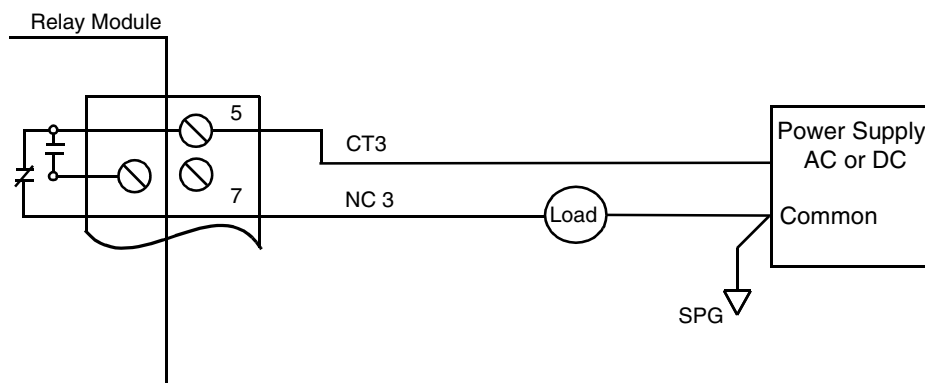 Relay Module
5
CT3
7
NC 3
Load
Power Supply
AC or DC
Common
SPG